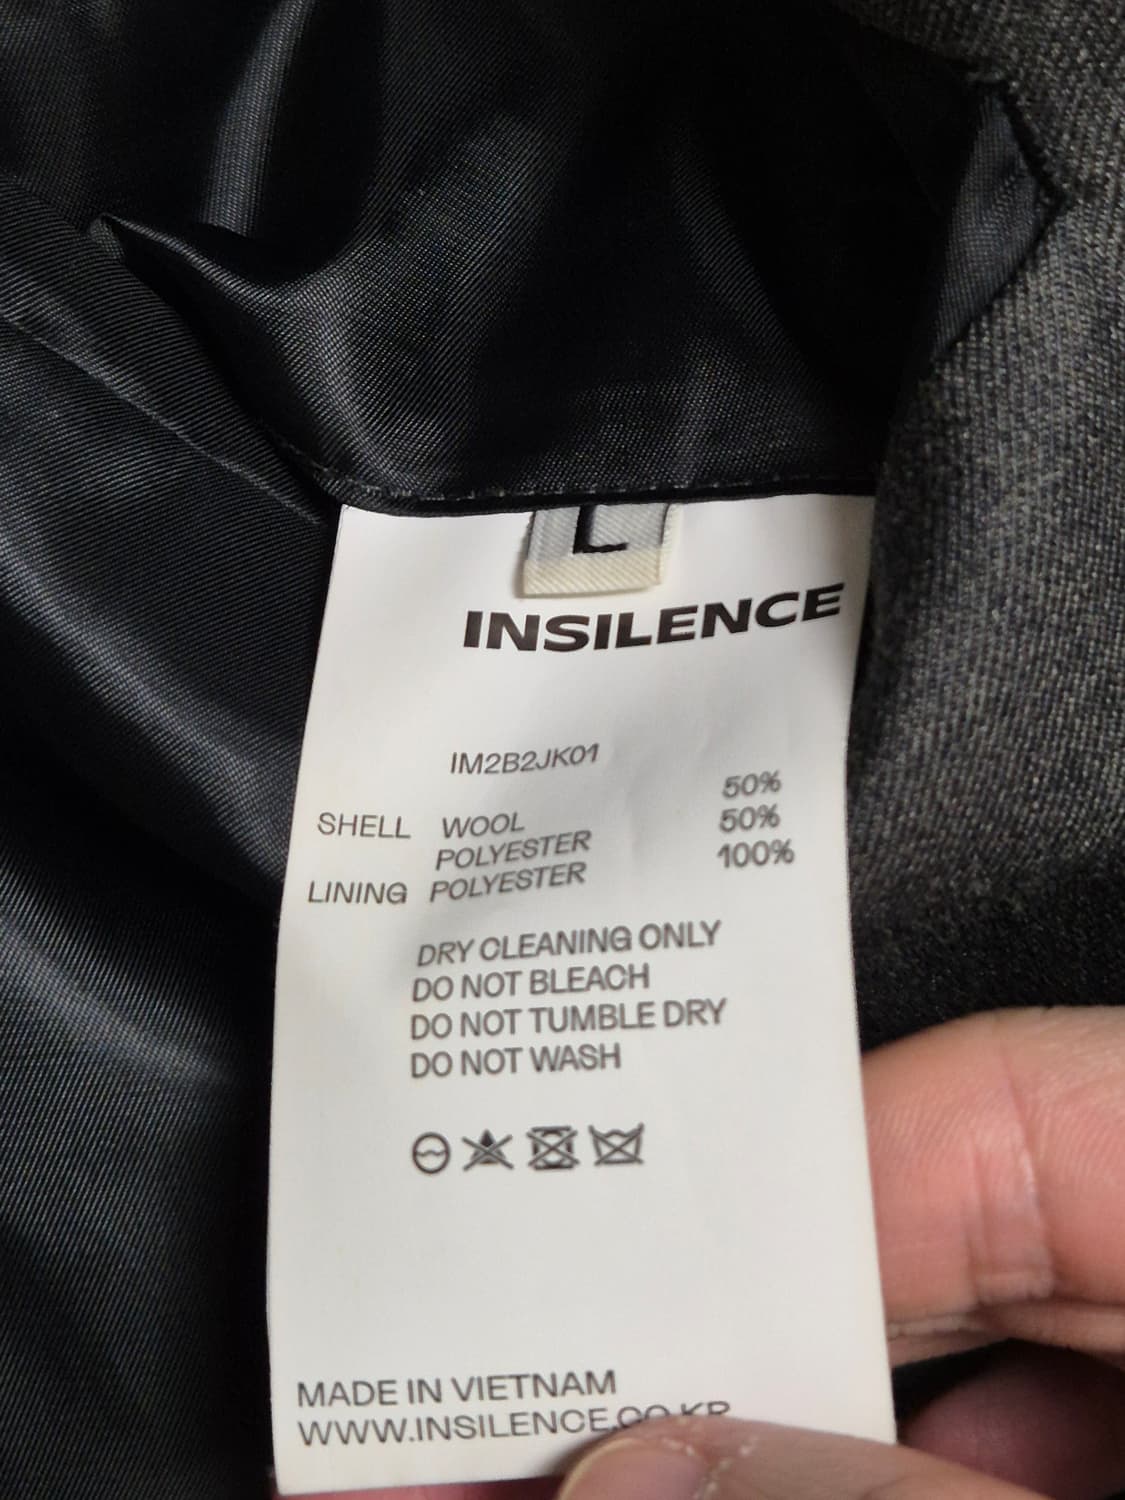 L
INSILENCE
IM2B2JK01
SHELL WOOL 50%
POLYESTER 50%
LINING POLYESTER 100%
DRY CLEANING ONLY
DO NOT BLEACH
DO NOT TUMBLE DRY
DO NOT WASH
MADE IN VIETNAM
WWW.INSILENCE.CO.KR